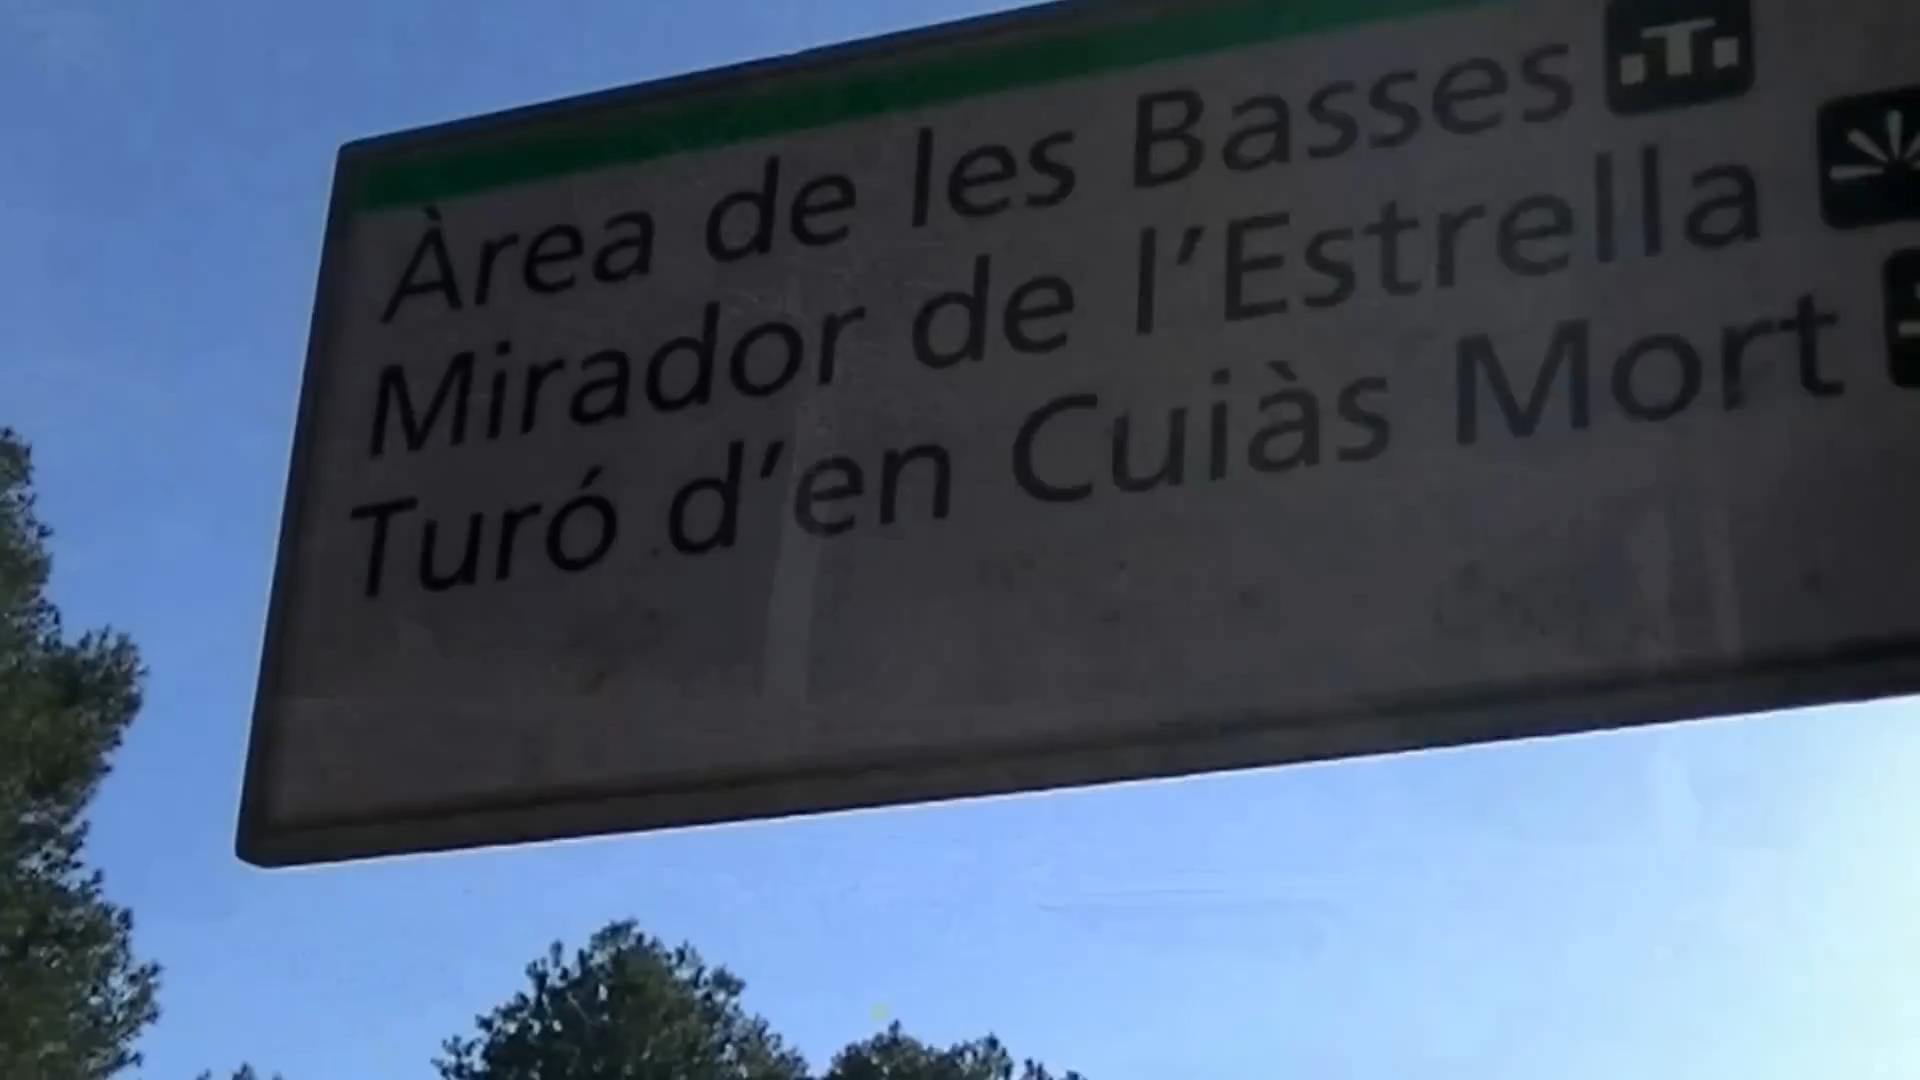 Àrea de les Basses
Mirador de l'Estrella
Turó d'en Cuiàs Mort